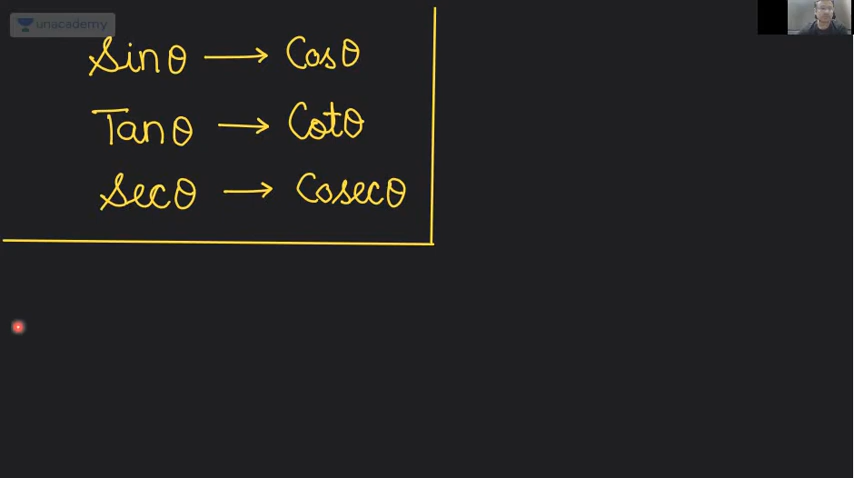 unacademy
Sinθ → Cosθ
Tanθ → Cotθ
Secθ → Cosecθ